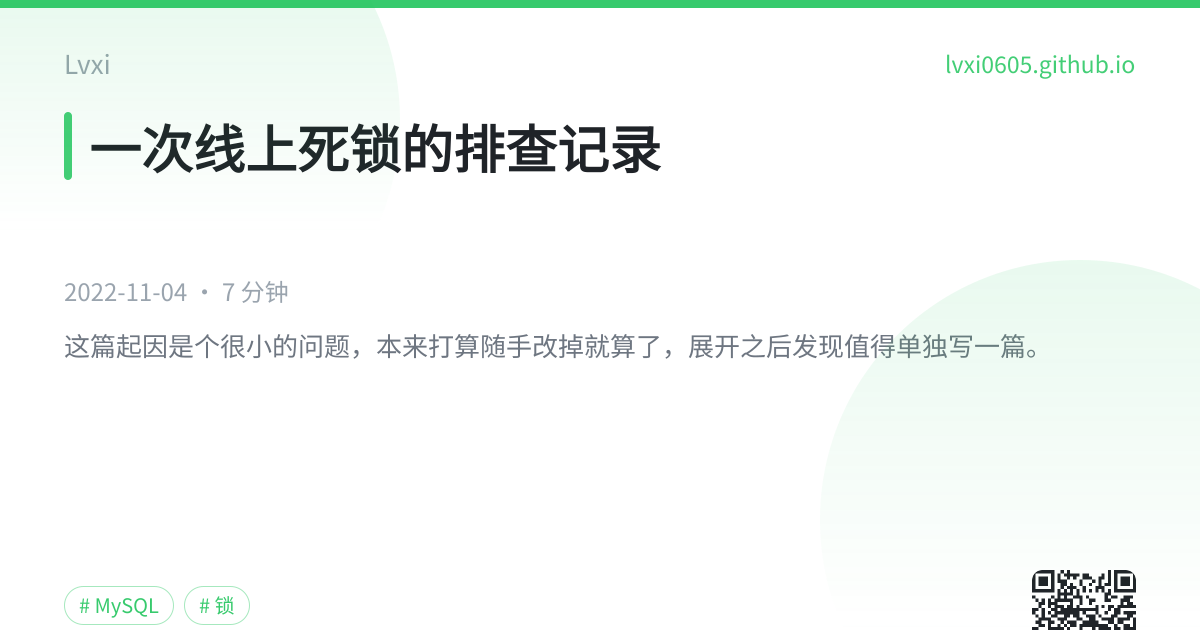 Lvxi
lvxi0605.github.io
一次线上死锁的排查记录
2022-11-04 · 7 分钟
这篇起因是个很小的问题，本来打算随手改掉就算了，展开之后发现值得单独写一篇。
# MySQL
# 锁